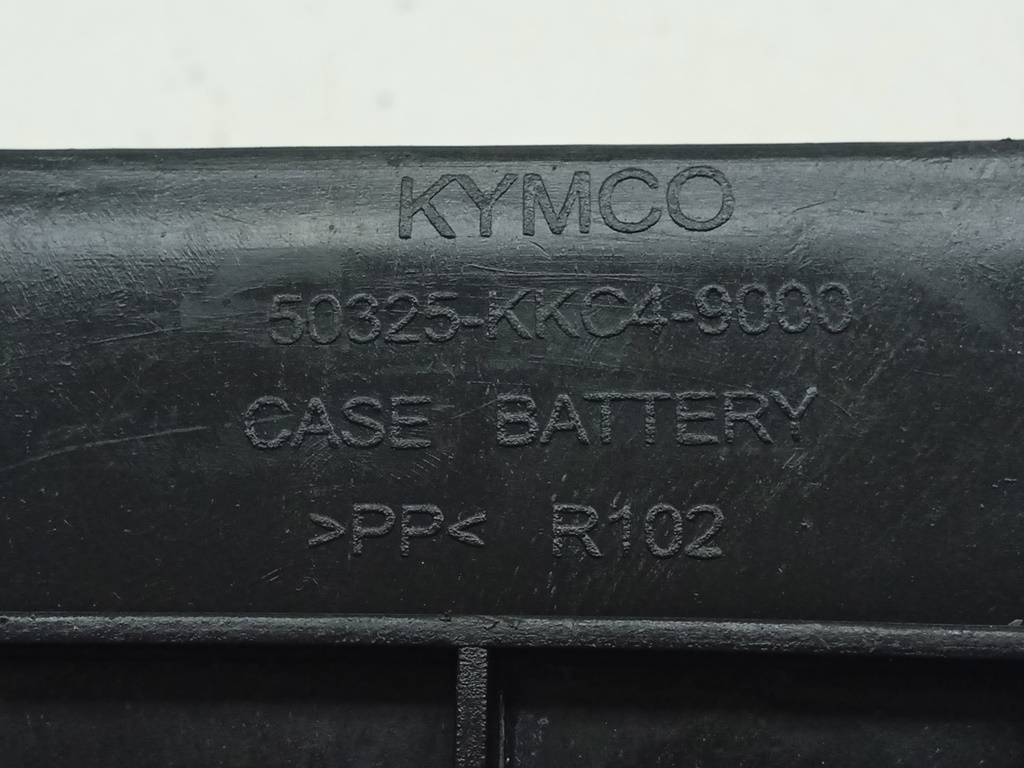 KYMCO
50325-KKC4-9000
CASE BATTERY
>PP< R102